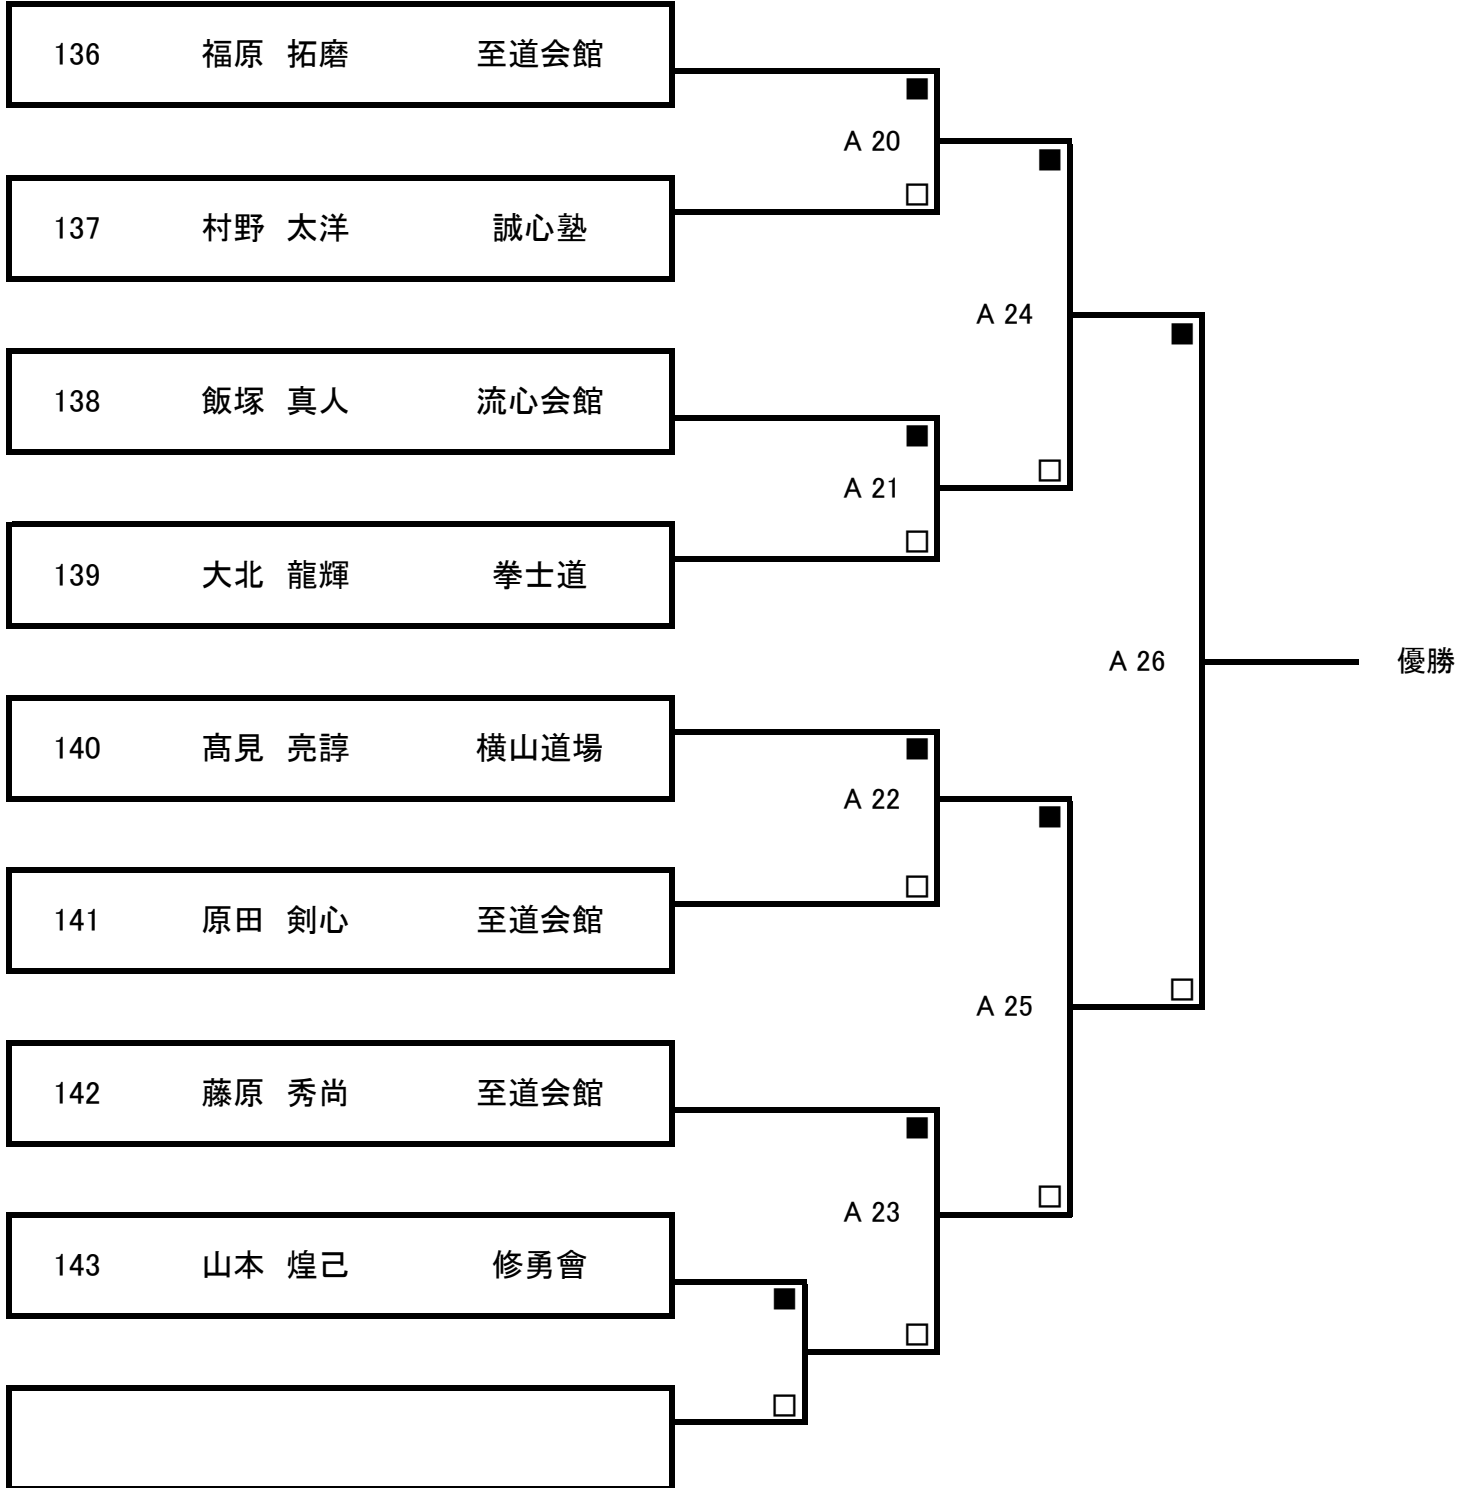 136 福原 拓磨 至道会館
A 20
137 村野 太洋 誠心塾
A 24
138 飯塚 真人 流心会館
A 21
139 大北 龍輝 拳士道
A 26 優勝
140 髙見 亮諄 横山道場
A 22
141 原田 剣心 至道会館
A 25
142 藤原 秀尚 至道会館
A 23
143 山本 煌己 修勇會